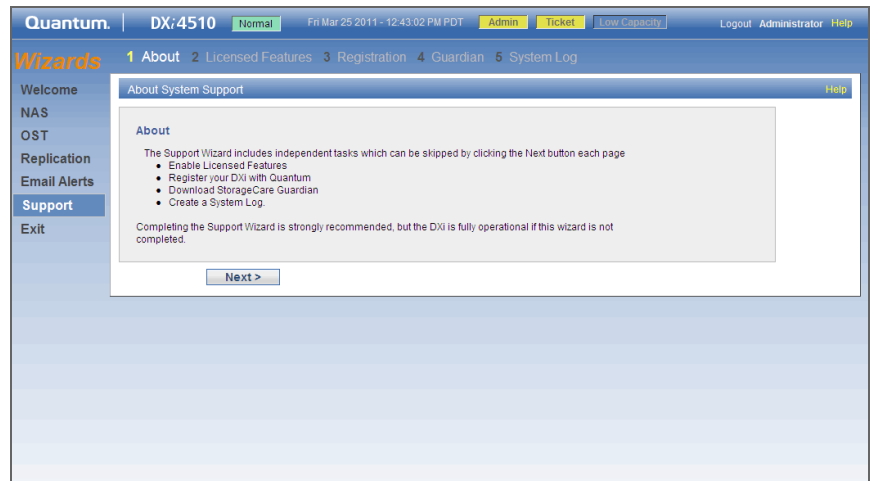 Quantum. DXi4510 Normal Fri Mar 25 2011 - 12:43:02 PM PDT Admin Ticket Low Capacity Logout Administrator Help
Wizards 1 About 2 Licensed Features 3 Registration 4 Guardian 5 System Log
Welcome
NAS
OST
Replication
Email Alerts
Support
Exit
About System Support Help
About
The Support Wizard includes independent tasks which can be skipped by clicking the Next button each page
• Enable Licensed Features
• Register your DXi with Quantum
• Download StorageCare Guardian
• Create a System Log.
Completing the Support Wizard is strongly recommended, but the DXi is fully operational if this wizard is not
completed.
Next >